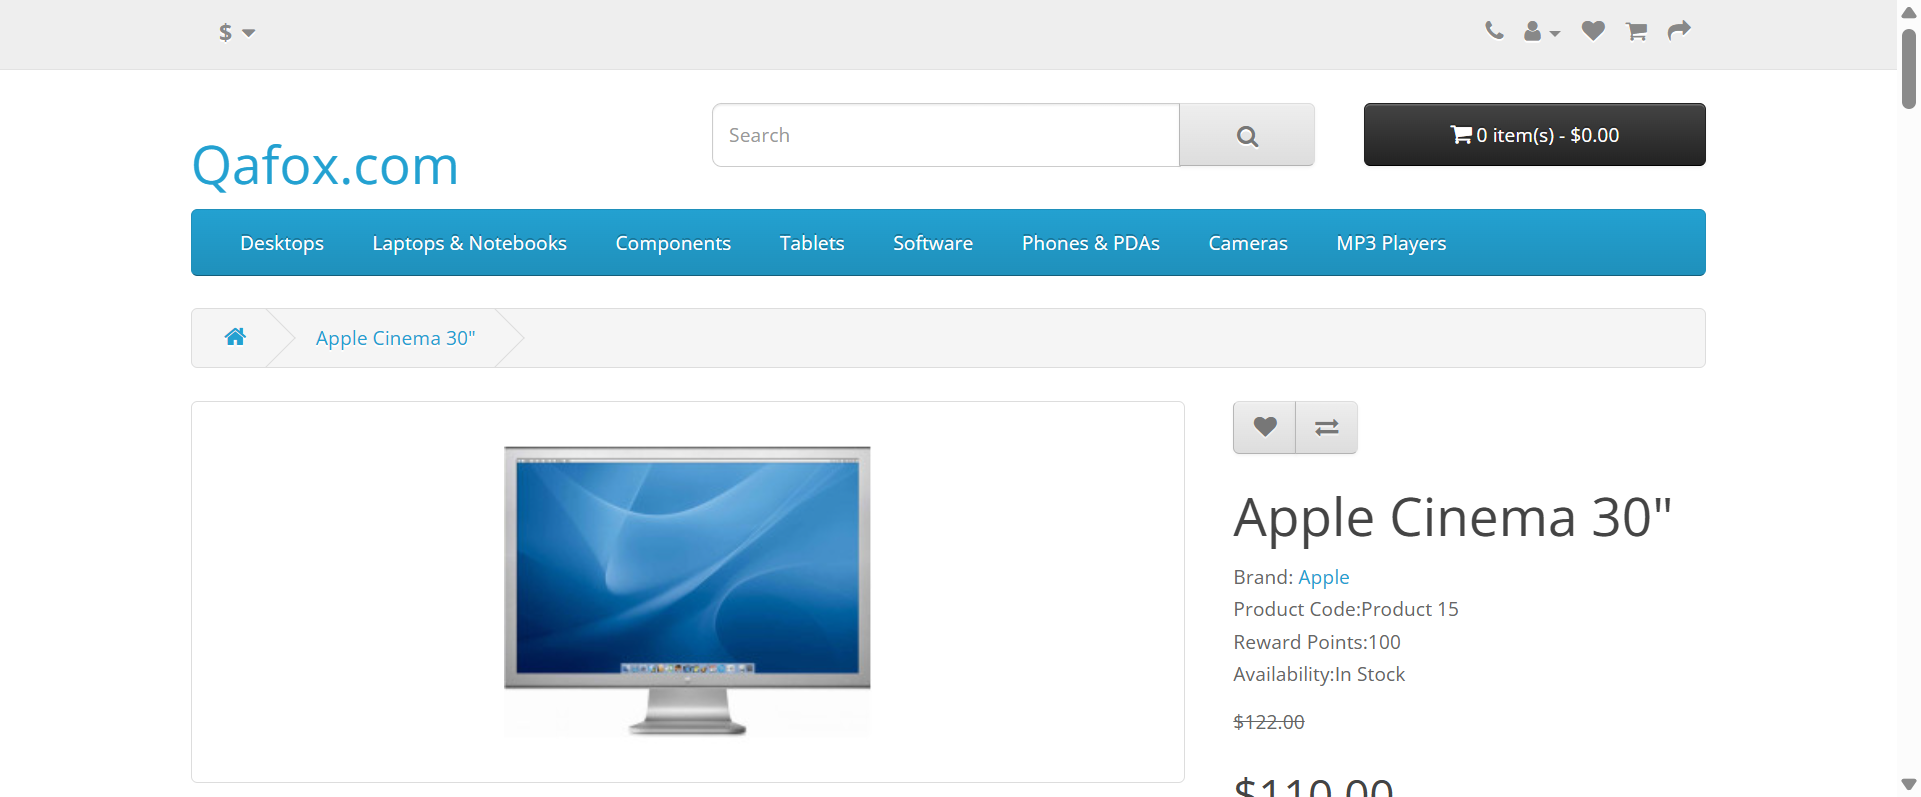 $
Search
0 item(s) - $0.00
Qafox.com
Desktops
Laptops & Notebooks
Components
Tablets
Software
Phones & PDAs
Cameras
MP3 Players
Apple Cinema 30"
Apple Cinema 30"
Brand: Apple
Product Code:Product 15
Reward Points:100
Availability:In Stock
$122.00
$110.00